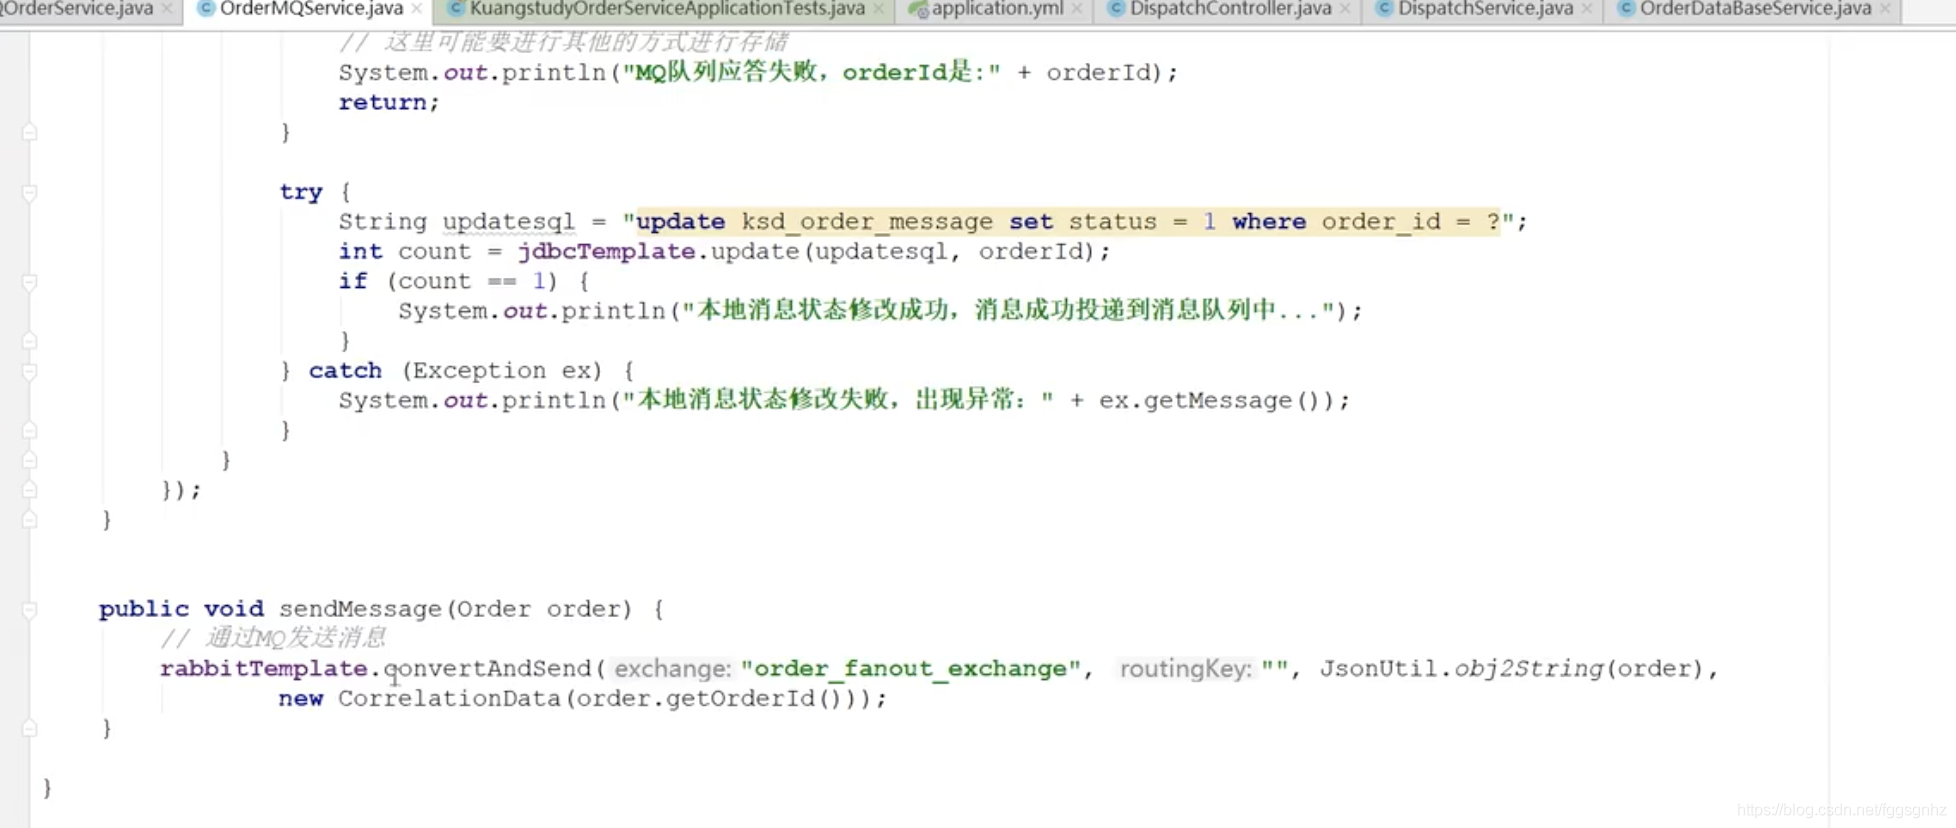 OrderService.java OrderMQService.java KuangstudyOrderServiceApplicationTests.java application.yml DispatchController.java DispatchService.java OrderDataBaseService.java
// 这里可能要进行其他的方式进行存储
System.out.println("MQ队列应答失败，orderId是:" + orderId);
return;
}
try {
String updatesql = "update ksd_order_message set status = 1 where order_id = ?";
int count = jdbcTemplate.update(updatesql, orderId);
if (count == 1) {
System.out.println("本地消息状态修改成功，消息成功投递到消息队列中...");
}
} catch (Exception ex) {
System.out.println("本地消息状态修改失败，出现异常：" + ex.getMessage());
}
}
});
}
public void sendMessage(Order order) {
// 通过MQ发送消息
rabbitTemplate.convertAndSend( exchange: "order_fanout_exchange", routingKey: "", JsonUtil.obj2String(order),
new CorrelationData(order.getOrderId()));
}
}
https://blog.csdn.net/fggsgnhz